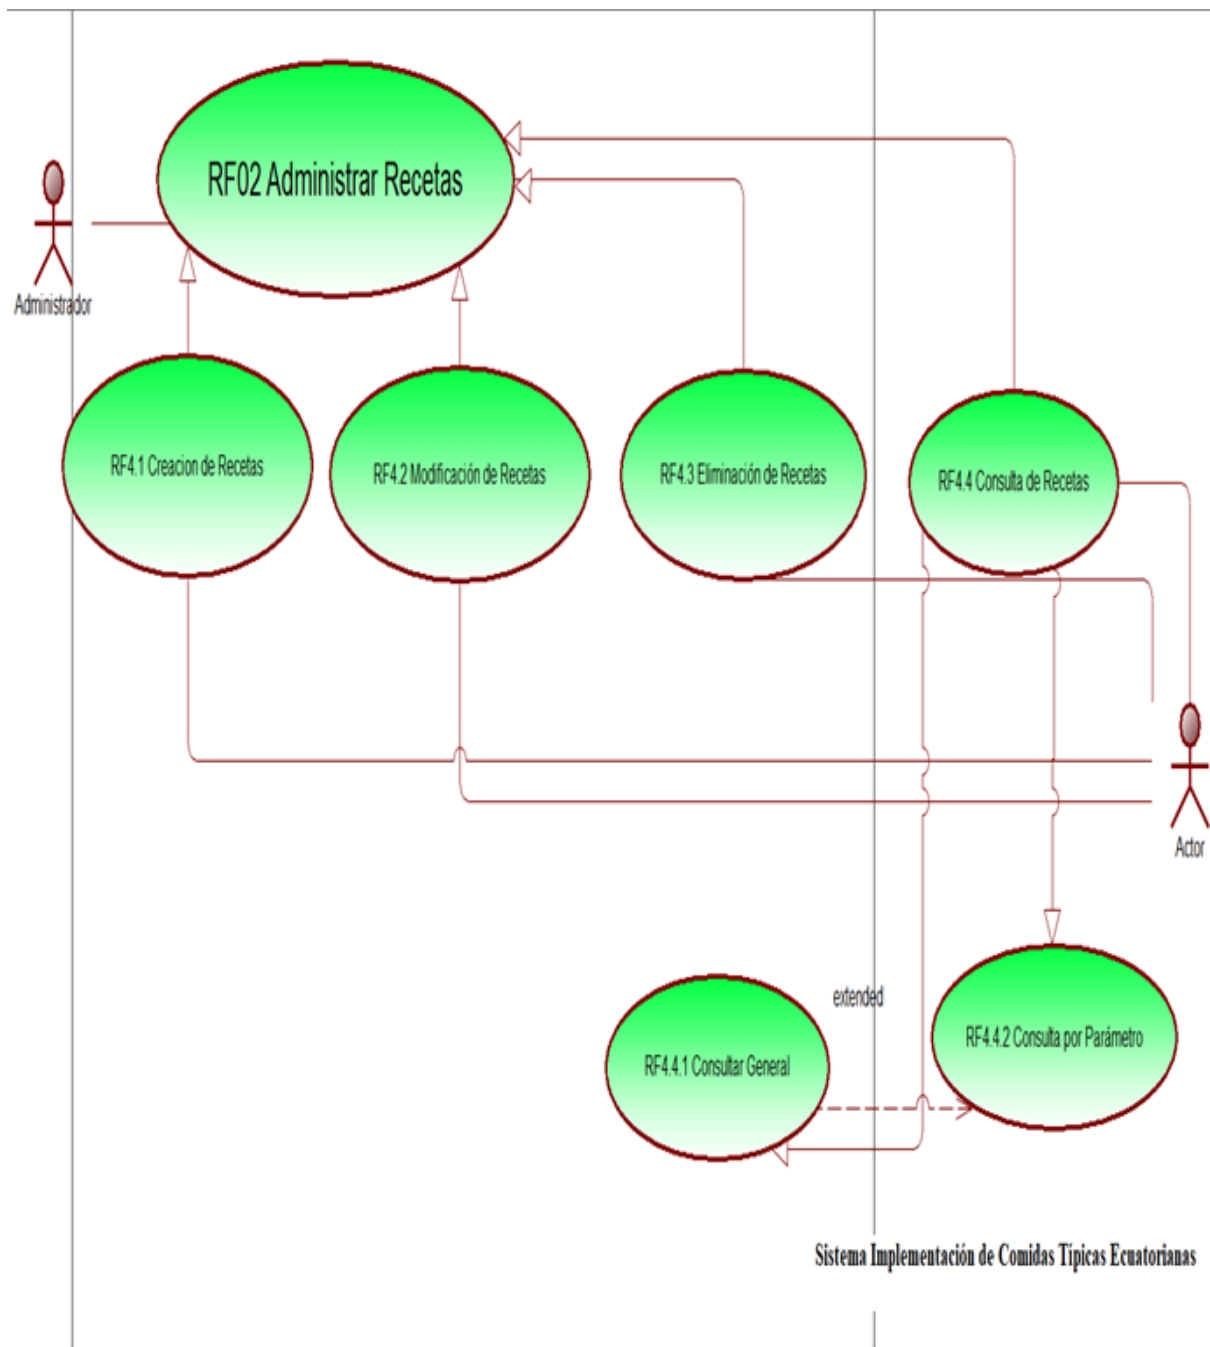 RF02 Administrar Recetas
Administrador
RF4.1 Creacion de Recetas
RF4.2 Modificación de Recetas
RF4.3 Eliminación de Recetas
RF4.4 Consulta de Recetas
Actor
extended
RF4.4.1 Consultar General
RF4.4.2 Consulta por Parámetro
Sistema Implementación de Comidas Típicas Ecuatorianas